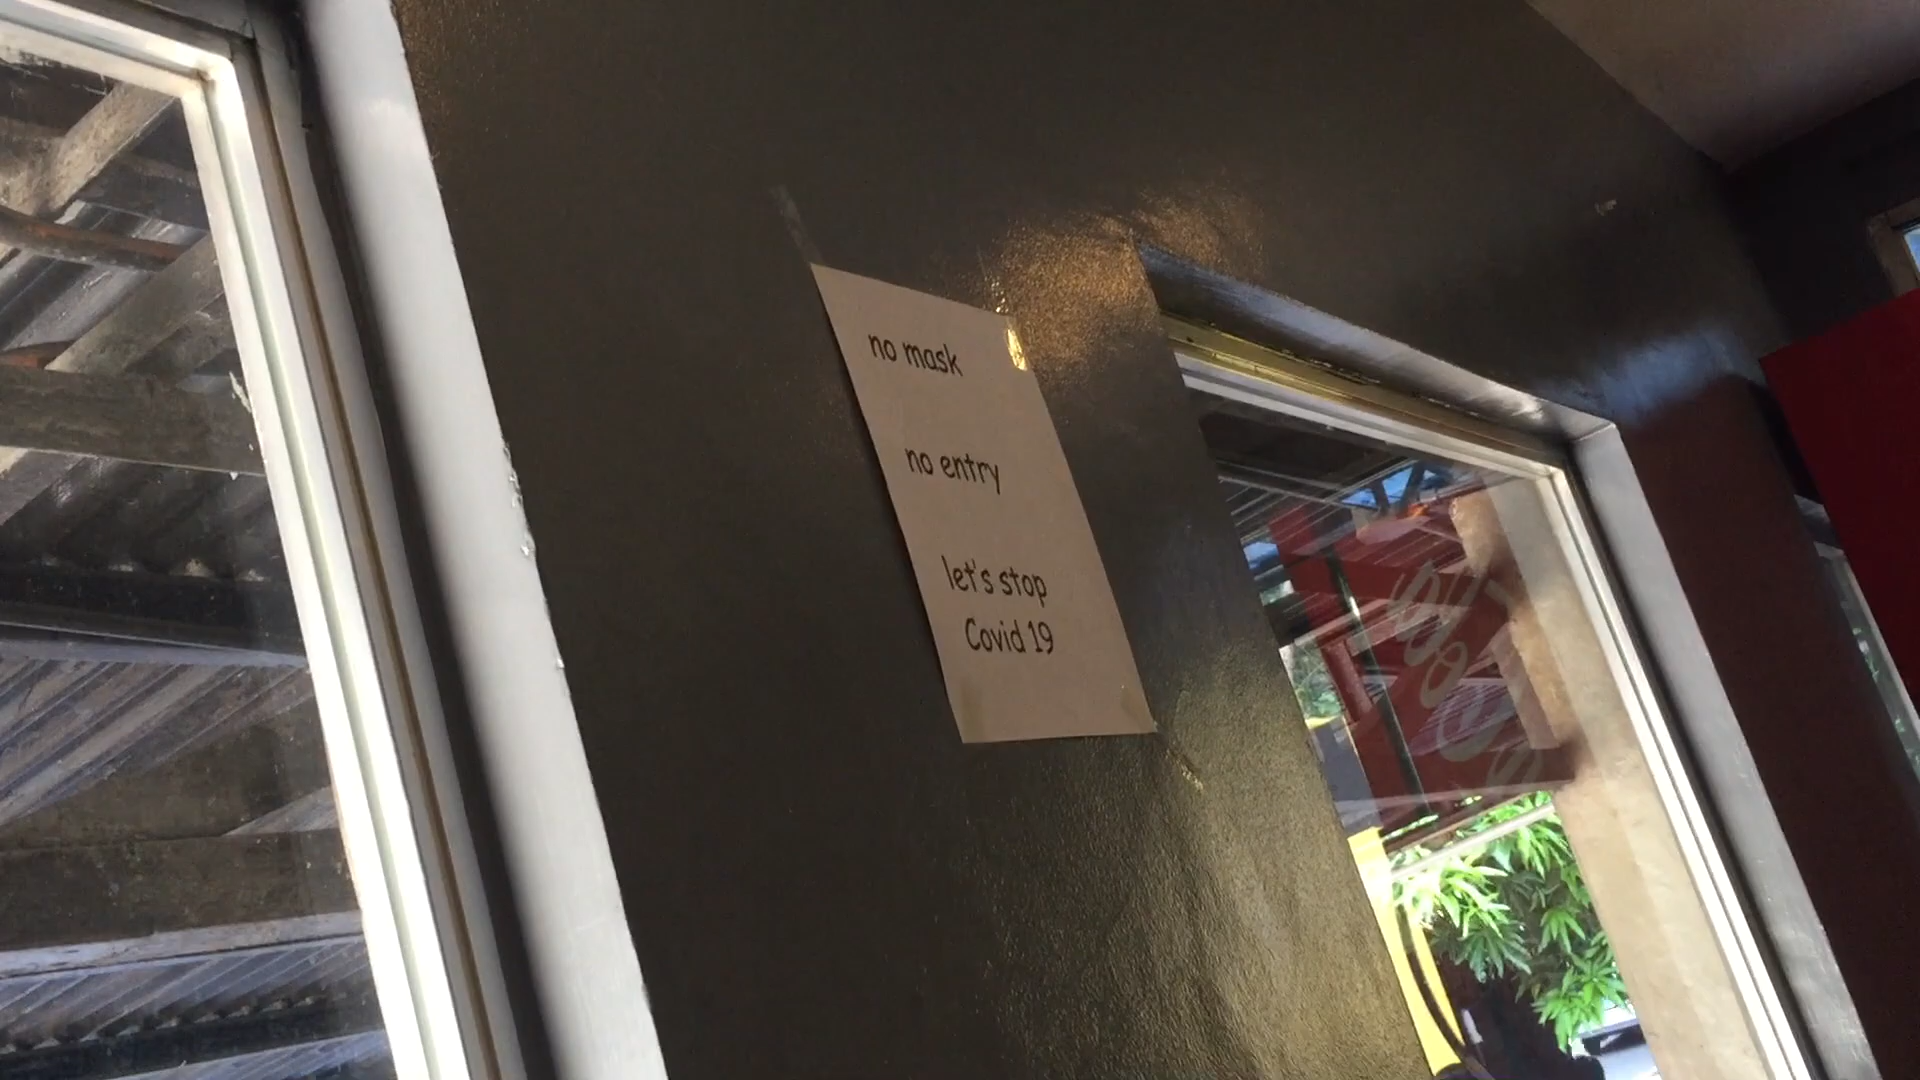 no mask
no entry
let's stop
Covid 19